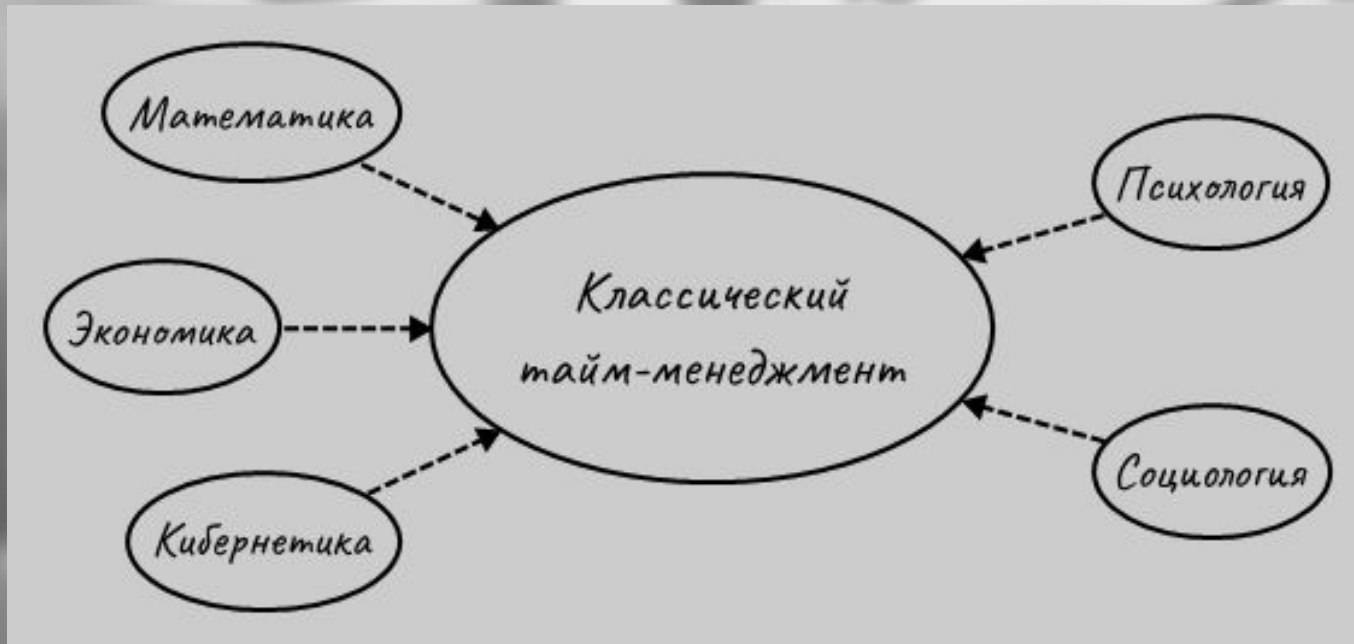 Математика
Экономика
Кибернетика
Классический
тайм-менеджмент
Психология
Социология